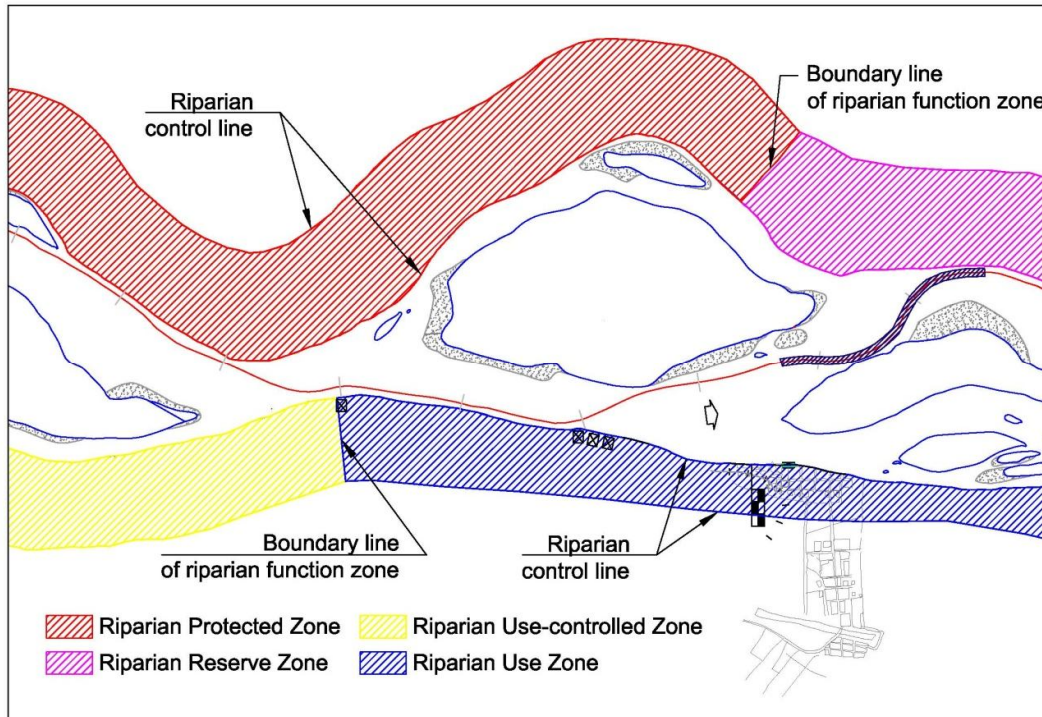 Riparian
control line
Boundary line
of riparian function zone
Boundary line
of riparian function zone
Riparian
control line
Riparian Protected Zone
Riparian Use-controlled Zone
Riparian Reserve Zone
Riparian Use Zone